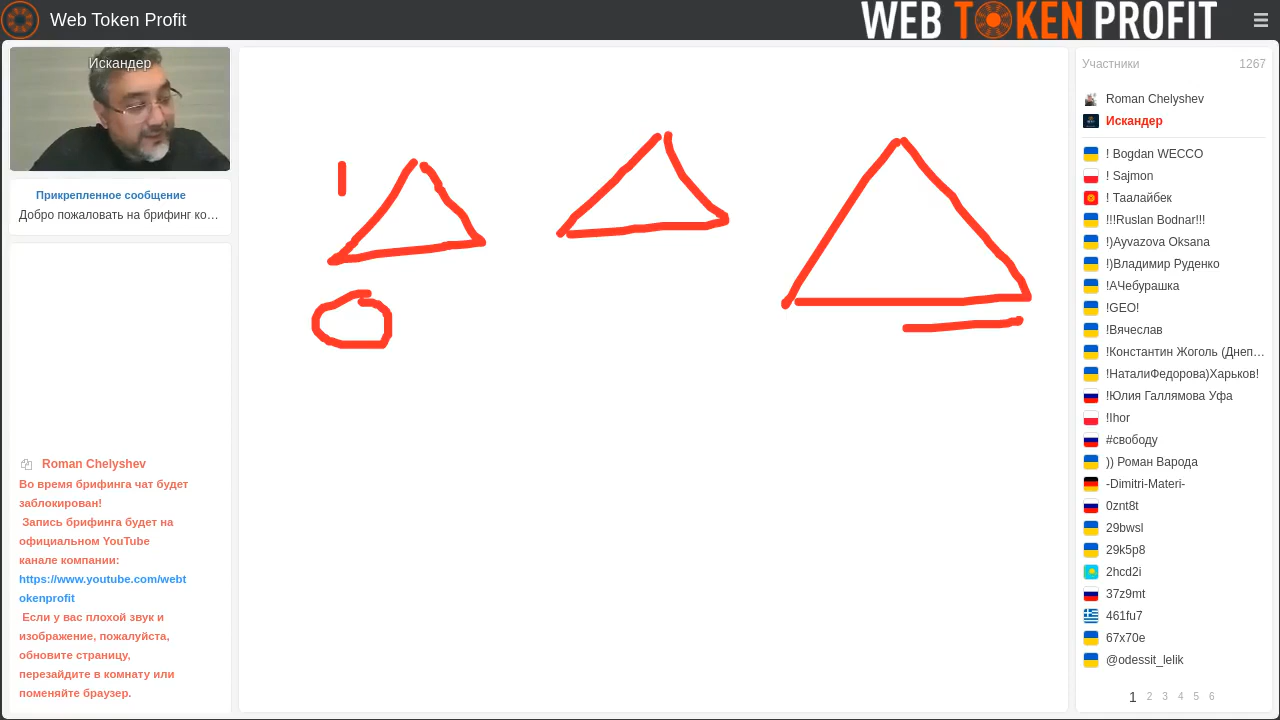 Web Token Profit
WEB TOKEN PROFIT
Искандер
Прикрепленное сообщение
Добро пожаловать на брифинг ко…
Roman Chelyshev
Во время брифинга чат будет
заблокирован!
Запись брифинга будет на
официальном YouTube
канале компании:
https://www.youtube.com/webt
okenprofit
Если у вас плохой звук и
изображение, пожалуйста,
обновите страницу,
перезайдите в комнату или
поменяйте браузер.
Участники 1267
Roman Chelyshev
Искандер
! Bogdan WECCO
! Sajmon
! Таалайбек
!!!Ruslan Bodnar!!!
!)Ayvazova Oksana
!)Владимир Руденко
!АЧебурашка
!GEO!
!Вячеслав
!Константин Жоголь (Днеп…
!НаталиФедорова)Харьков!
!Юлия Галлямова Уфа
!Ihor
#свободу
)) Роман Варода
-Dimitri-Materi-
0znt8t
29bwsl
29k5p8
2hcd2i
37z9mt
461fu7
67x70e
@odessit_lelik
1 2 3 4 5 6